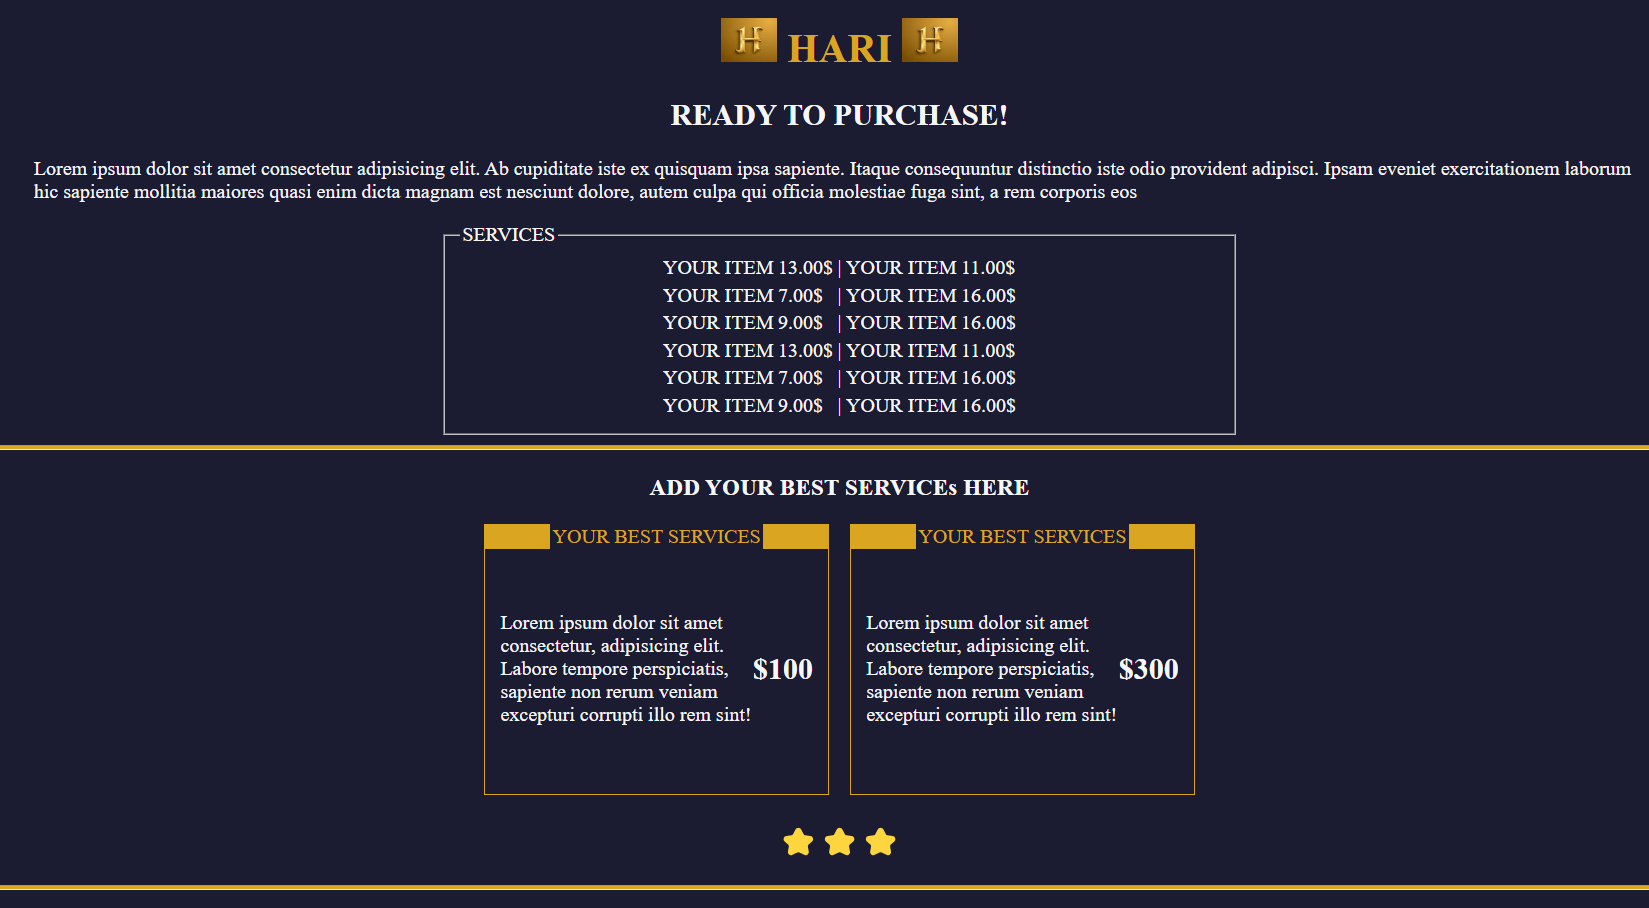 H HARI H
READY TO PURCHASE!
Lorem ipsum dolor sit amet consectetur adipisicing elit. Ab cupiditate iste ex quisquam ipsa sapiente. Itaque consequuntur distinctio iste odio provident adipisci. Ipsam eveniet exercitationem laborum
hic sapiente mollitia maiores quasi enim dicta magnam est nesciunt dolore, autem culpa qui officia molestiae fuga sint, a rem corporis eos
SERVICES
YOUR ITEM 13.00$ | YOUR ITEM 11.00$
YOUR ITEM 7.00$ | YOUR ITEM 16.00$
YOUR ITEM 9.00$ | YOUR ITEM 16.00$
YOUR ITEM 13.00$ | YOUR ITEM 11.00$
YOUR ITEM 7.00$ | YOUR ITEM 16.00$
YOUR ITEM 9.00$ | YOUR ITEM 16.00$
ADD YOUR BEST SERVICEs HERE
YOUR BEST SERVICES
Lorem ipsum dolor sit amet
consectetur, adipisicing elit.
Labore tempore perspiciatis,
sapiente non rerum veniam
excepturi corrupti illo rem sint!
$100
YOUR BEST SERVICES
Lorem ipsum dolor sit amet
consectetur, adipisicing elit.
Labore tempore perspiciatis,
sapiente non rerum veniam
excepturi corrupti illo rem sint!
$300